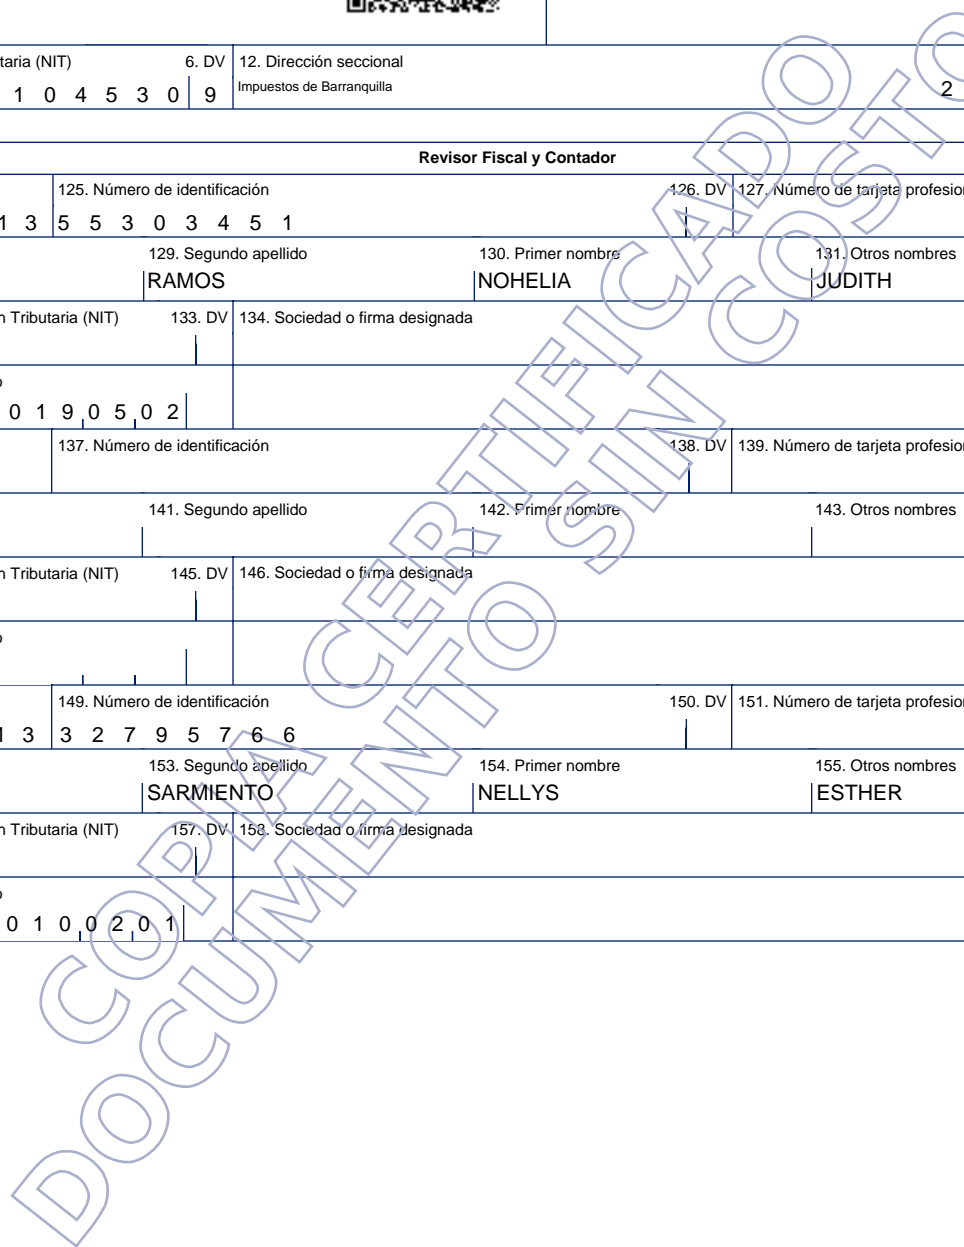 taria (NIT) 6. DV 12. Dirección seccional
1 0 4 5 3 0 9 Impuestos de Barranquilla 2
Revisor Fiscal y Contador
125. Número de identificación 126. DV 127. Número de tarjeta profesion
1 3 5 5 3 0 3 4 5 1
129. Segundo apellido 130. Primer nombre 131. Otros nombres
RAMOS NOHELIA JUDITH
n Tributaria (NIT) 133. DV 134. Sociedad o firma designada
o
0 1 9 0 5 0 2
137. Número de identificación 138. DV 139. Número de tarjeta profesion
141. Segundo apellido 142. Primer nombre 143. Otros nombres
n Tributaria (NIT) 145. DV 146. Sociedad o firma designada
o
149. Número de identificación 150. DV 151. Número de tarjeta profesion
1 3 3 2 7 9 5 7 6 6
153. Segundo apellido 154. Primer nombre 155. Otros nombres
SARMIENTO NELLYS ESTHER
n Tributaria (NIT) 157. DV 158. Sociedad o firma designada
o
0 1 0 0 2 0 1
COPIA CERTIFICADO
DOCUMENTO SIN COSTO